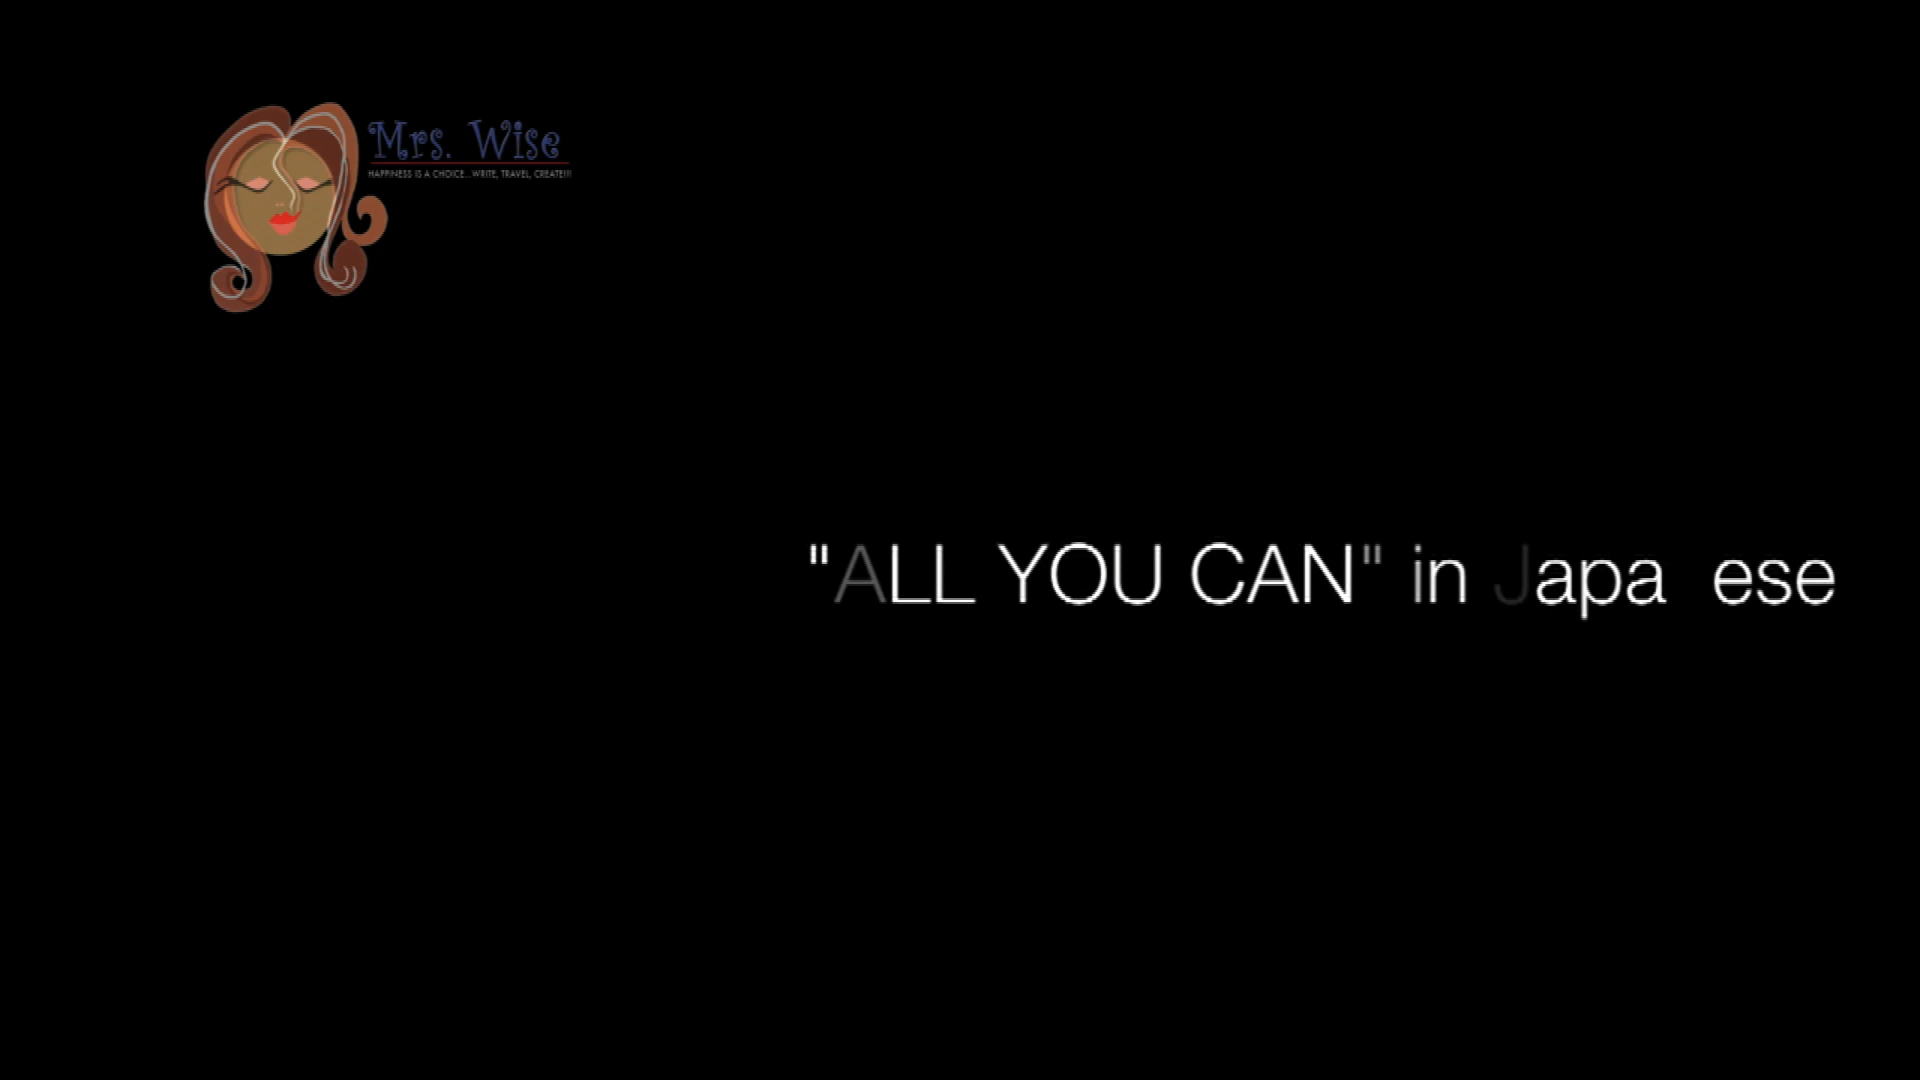 Mrs. Wise
HAPPINESS IS A CHOICE...WRITE, TRAVEL, CREATE!!!
"ALL YOU CAN" in Japa ese